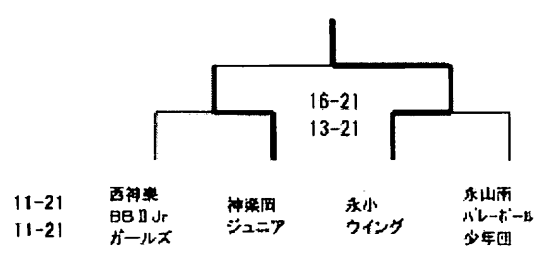 16-21
13-21
11-21
11-21
西神楽
BBⅡJr
ガールズ
神楽岡
ジュニア
永小
ウイング
永山南
バレーボール
少年団